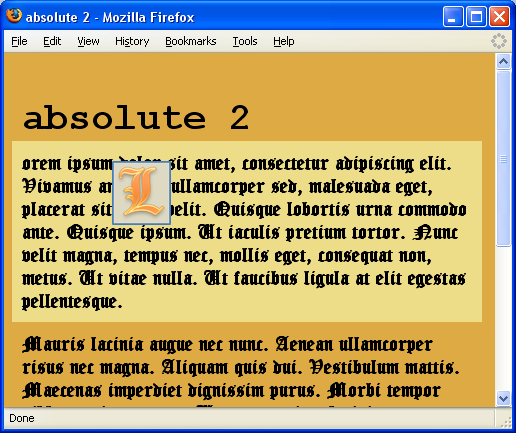 absolute 2 - Mozilla Firefox
File Edit View History Bookmarks Tools Help
absolute 2
orem ipsum dolor sit amet, consectetur adipiscing elit.
Vivamus ullamcorper sed, malesuada eget,
L
placerat sit velit. Quisque lobortis urna commodo
ante. Quisque ipsum. Ut iaculis pretium tortor. Nunc
velit magna, tempus nec, mollis eget, consequat non,
metus. Ut vitae nulla. Ut faucibus ligula at elit egestas
pellentesque.
Mauris lacinia augue nec nunc. Aenean ullamcorper
risus nec magna. Aliquam quis dui. Vestibulum mattis.
Maecenas imperdiet dignissim purus. Morbi tempor
Done